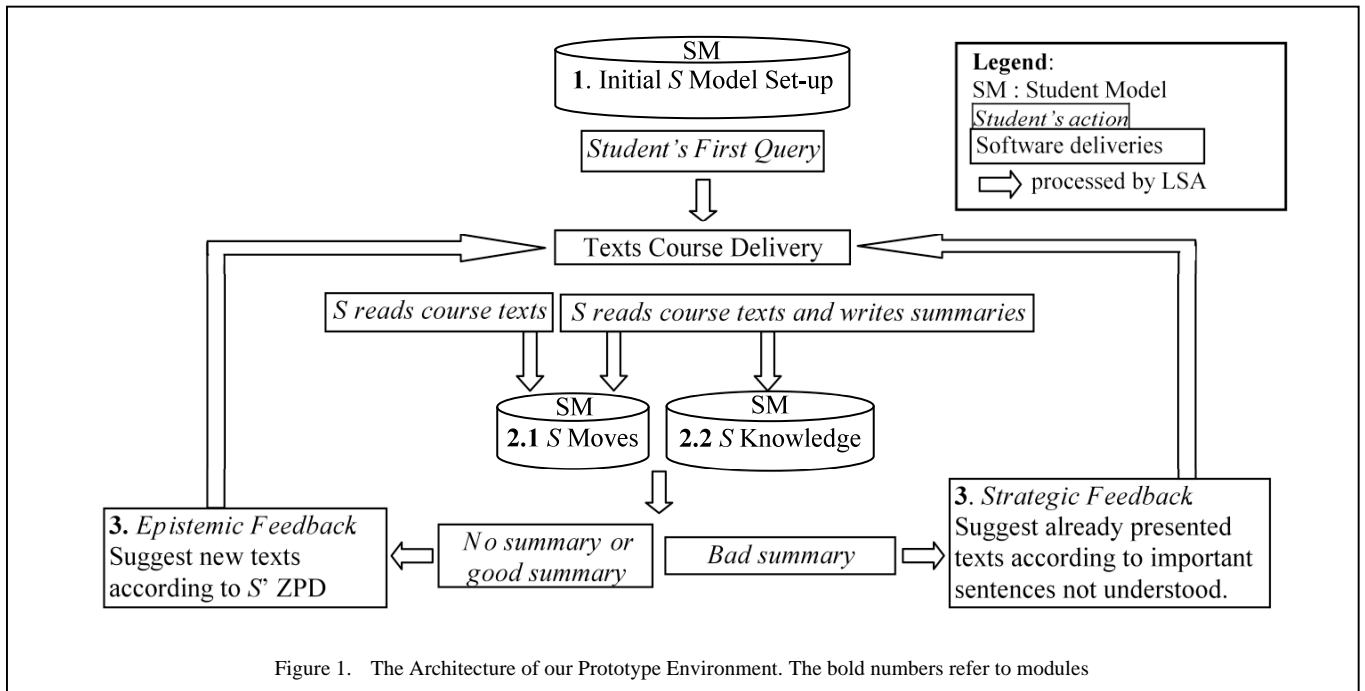 SM
1. Initial S Model Set-up
Legend:
SM : Student Model
Student's action
Software deliveries
processed by LSA
Student's First Query
Texts Course Delivery
S reads course texts
S reads course texts and writes summaries
SM
2.1 S Moves
SM
2.2 S Knowledge
3. Epistemic Feedback
Suggest new texts
according to S' ZPD
No summary or
good summary
Bad summary
3. Strategic Feedback
Suggest already presented
texts according to important
sentences not understood.
Figure 1. The Architecture of our Prototype Environment. The bold numbers refer to modules